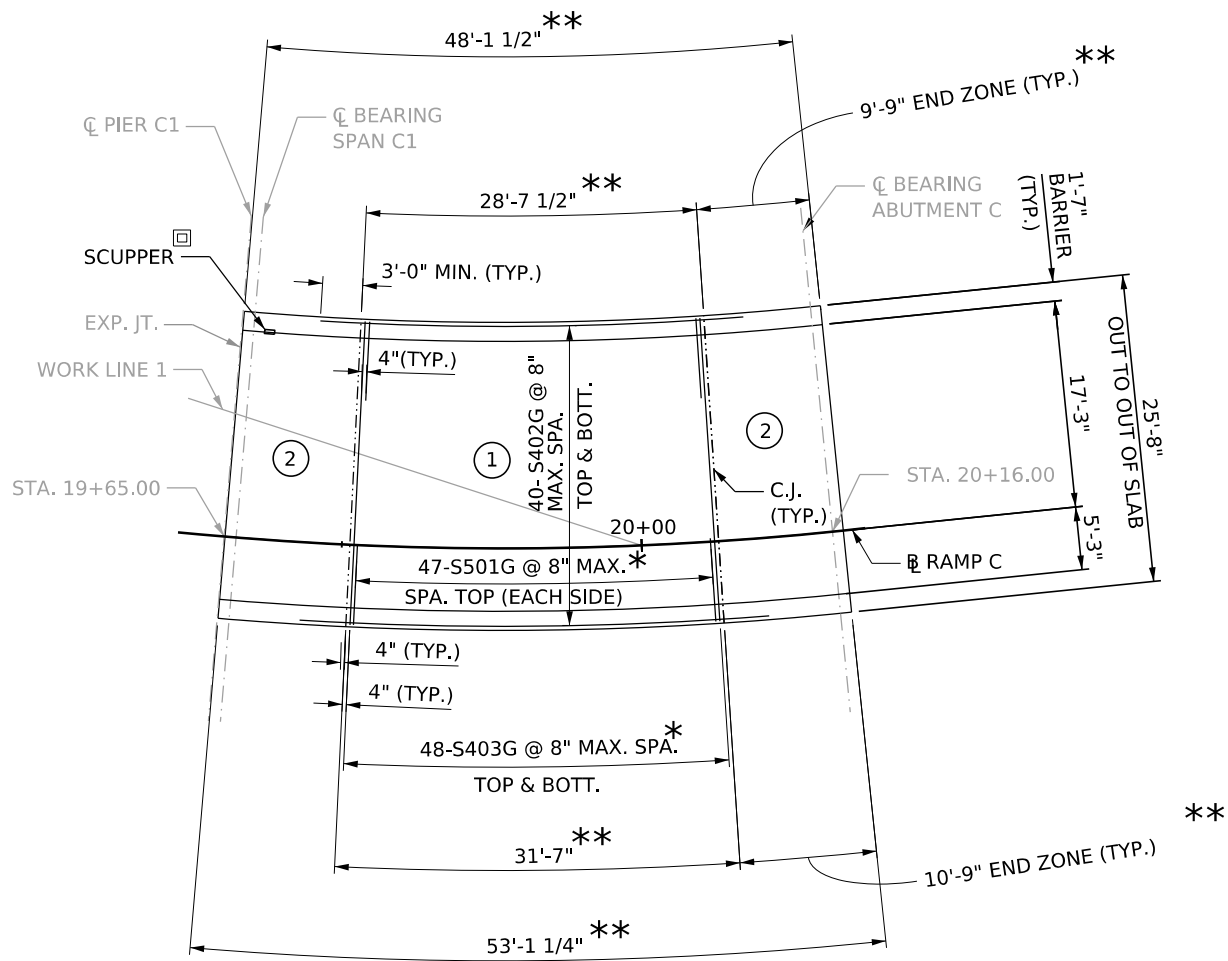 48'-1 1/2" **
9'-9" END ZONE (TYP.) **
℄ PIER C1
℄ BEARING
SPAN C1
28'-7 1/2" **
℄ BEARING
ABUTMENT C
1'-7"
BARRIER
(TYP.)
SCUPPER
3'-0" MIN. (TYP.)
EXP. JT.
WORK LINE 1
4"(TYP.)
40- S402G @ 8"
MAX. SPA.
TOP & BOTT.
17'-3"
25'-8"
OUT TO OUT OF SLAB
2
1
2
STA. 19+65.00
STA. 20+16.00
C.J.
(TYP.)
20+00
5'-3"
47-S501G @ 8" MAX. *
SPA. TOP (EACH SIDE)
BL RAMP C
4" (TYP.)
4" (TYP.)
48-S403G @ 8" MAX. SPA. *
TOP & BOTT.
31'-7" **
10'-9" END ZONE (TYP.) **
53'-1 1/4" **